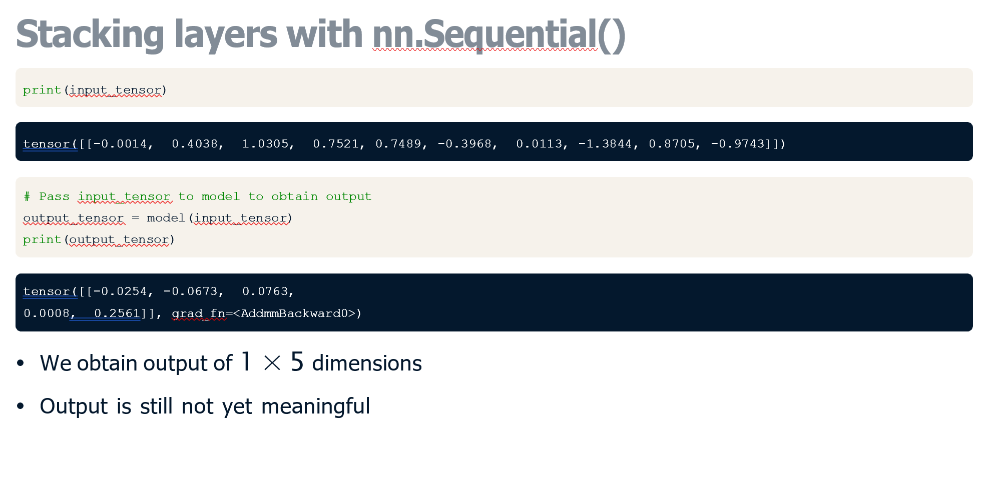 Stacking layers with nn.Sequential()
print(input_tensor)
tensor([[-0.0014,  0.4038,  1.0305,  0.7521, 0.7489, -0.3968,  0.0113, -1.3844, 0.8705, -0.9743]])
# Pass input_tensor to model to obtain output
output_tensor = model(input_tensor)
print(output_tensor)
tensor([[-0.0254, -0.0673,  0.0763,
0.0008,  0.2561]], grad_fn=<AddmmBackward0>)
• We obtain output of 1 × 5 dimensions
• Output is still not yet meaningful